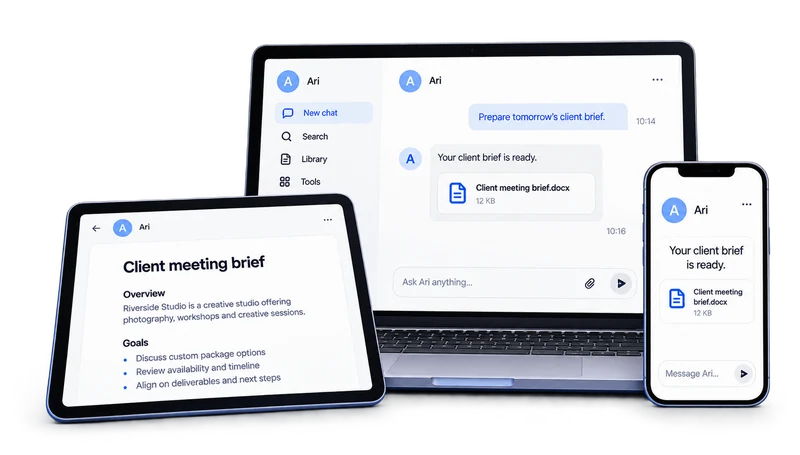 A Ari
New chat
Search
Library
Tools
A Ari
Prepare tomorrow's client brief.
10:14
A
Your client brief is ready.
Client meeting brief.docx
12 KB
10:16
Ask Ari anything...
A Ari
Client meeting brief
Overview
Riverside Studio is a creative studio offering
photography, workshops and creative sessions.
Goals
• Discuss custom package options
• Review availability and timeline
• Align on deliverables and next steps
A Ari
Your client brief
is ready.
Client meeting
brief.docx
12 KB
Message Ari...